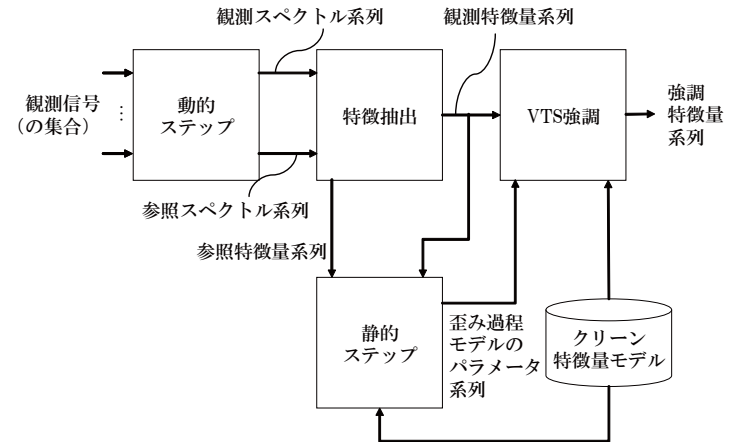 観測スペクトル系列
観測特徴量系列
観測信号
(の集合)
⋮
動的
ステップ
特徴抽出
VTS強調
強調
特徴量
系列
参照スペクトル系列
参照特徴量系列
静的
ステップ
歪み過程
モデルの
パラメータ
系列
クリーン
特徴量モデル